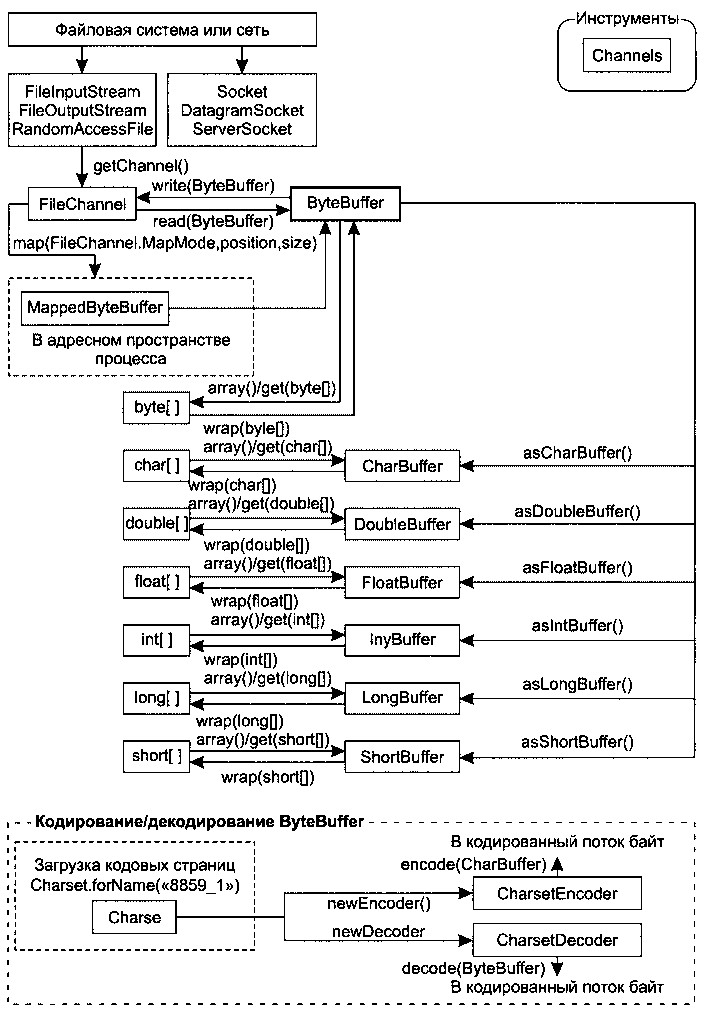 Файловая система или сеть
Инструменты
Channels
FileInputStream
FileOutputStream
RandomAccessFile
Socket
DatagramSocket
ServerSocket
getChannel()
write(ByteBuffer)
FileChannel
ByteBuffer
read(ByteBuffer)
map(FileChannel.MapMode,position,size)
MappedByteBuffer
В адресном пространстве
процесса
array()/get(byte[])
byte[ ]
wrap(byle[])
array()/get(char[])
char[ ]
CharBuffer
asCharBuffer()
wrap(char[])
array()/get(double[])
double[ ]
DoubleBuffer
asDoubleBuffer()
wrap(double[])
array()/get(float[])
float[ ]
FloatBuffer
asFloatBuffer()
wrap(float[])
array()/get(int[])
int[ ]
InyBuffer
asIntBuffer()
wrap(int[])
array()/get(long[])
long[ ]
LongBuffer
asLongBuffer()
wrap(long[])
array()/get(short[])
short[ ]
ShortBuffer
asShortBuffer()
wrap(short[])
Кодирование/декодирование ByteBuffer
В кодированный поток байт
Загрузка кодовых страниц
Charset.forName(«8859_1»)
encode(CharBuffer)
Charse
newEncoder()
CharsetEncoder
newDecoder
CharsetDecoder
decode(ByteBuffer)
В кодированный поток байт